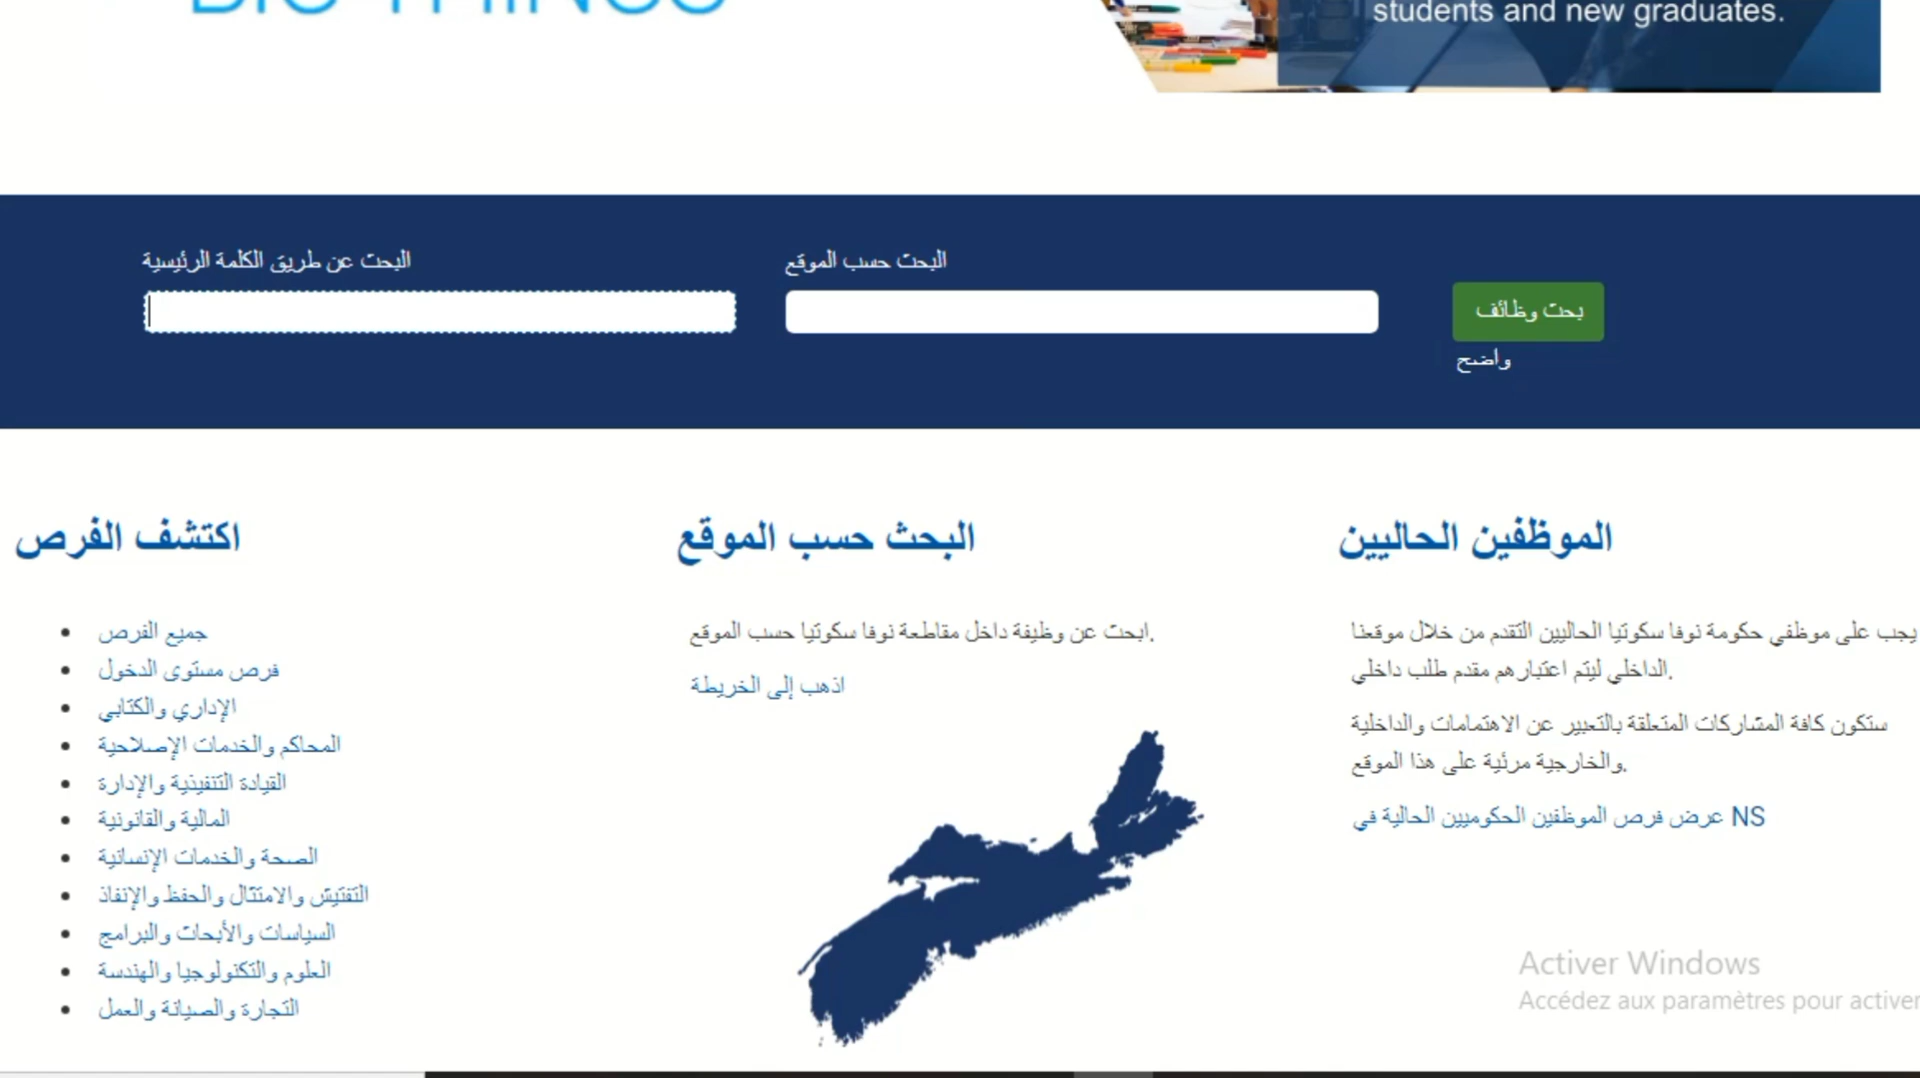 students and new graduates.
البحث عن طريق الكلمة الرئيسية
البحث حسب الموقع
بحث وظائف
واضح
اكتشف الفرص
جميع الفرص
فرص مستوى الدخول
الإداري والكتابي
المحاكم والخدمات الإصلاحية
القيادة التنفيذية والإدارة
المالية والقانونية
الصحة والخدمات الإنسانية
التفتيش والامتثال والحفظ والإنفاذ
السياسات والأبحاث والبرامج
العلوم والتكنولوجيا والهندسة
التجارة والصيانة والعمل
البحث حسب الموقع
ابحث عن وظيفة داخل مقاطعة نوفا سكوتيا حسب الموقع.
اذهب إلى الخريطة
الموظفين الحاليين
يجب على موظفي حكومة نوفا سكوتيا الحاليين التقدم من خلال موقعنا
الداخلي ليتم اعتبارهم مقدم طلب داخلي.
ستكون كافة المشاركات المتعلقة بالتعبير عن الاهتمامات والداخلية
والخارجية مرئية على هذا الموقع.
عرض فرص الموظفين الحكوميين الحالية في NS
Activer Windows
Accédez aux paramètres pour activer